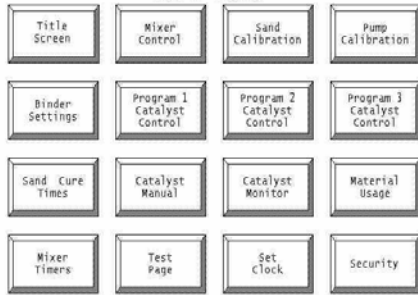 Title
Screen
Mixer
Control
Sand
Calibration
Pump
Calibration
Binder
Settings
Program 1
Catalyst
Control
Program 2
Catalyst
Control
Program 3
Catalyst
Control
Sand Cure
Times
Catalyst
Manual
Catalyst
Monitor
Material
Usage
Mixer
Timers
Test
Page
Set
Clock
Security